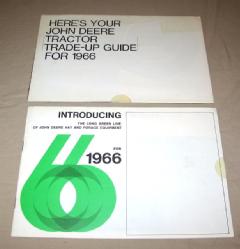 HERE'S YOUR
JOHN DEERE
TRACTOR
TRADE-UP GUIDE
FOR 1966
INTRODUCING
THE LONG GREEN LINE
OF JOHN DEERE HAY AND FORAGE EQUIPMENT
FOR
1966
66